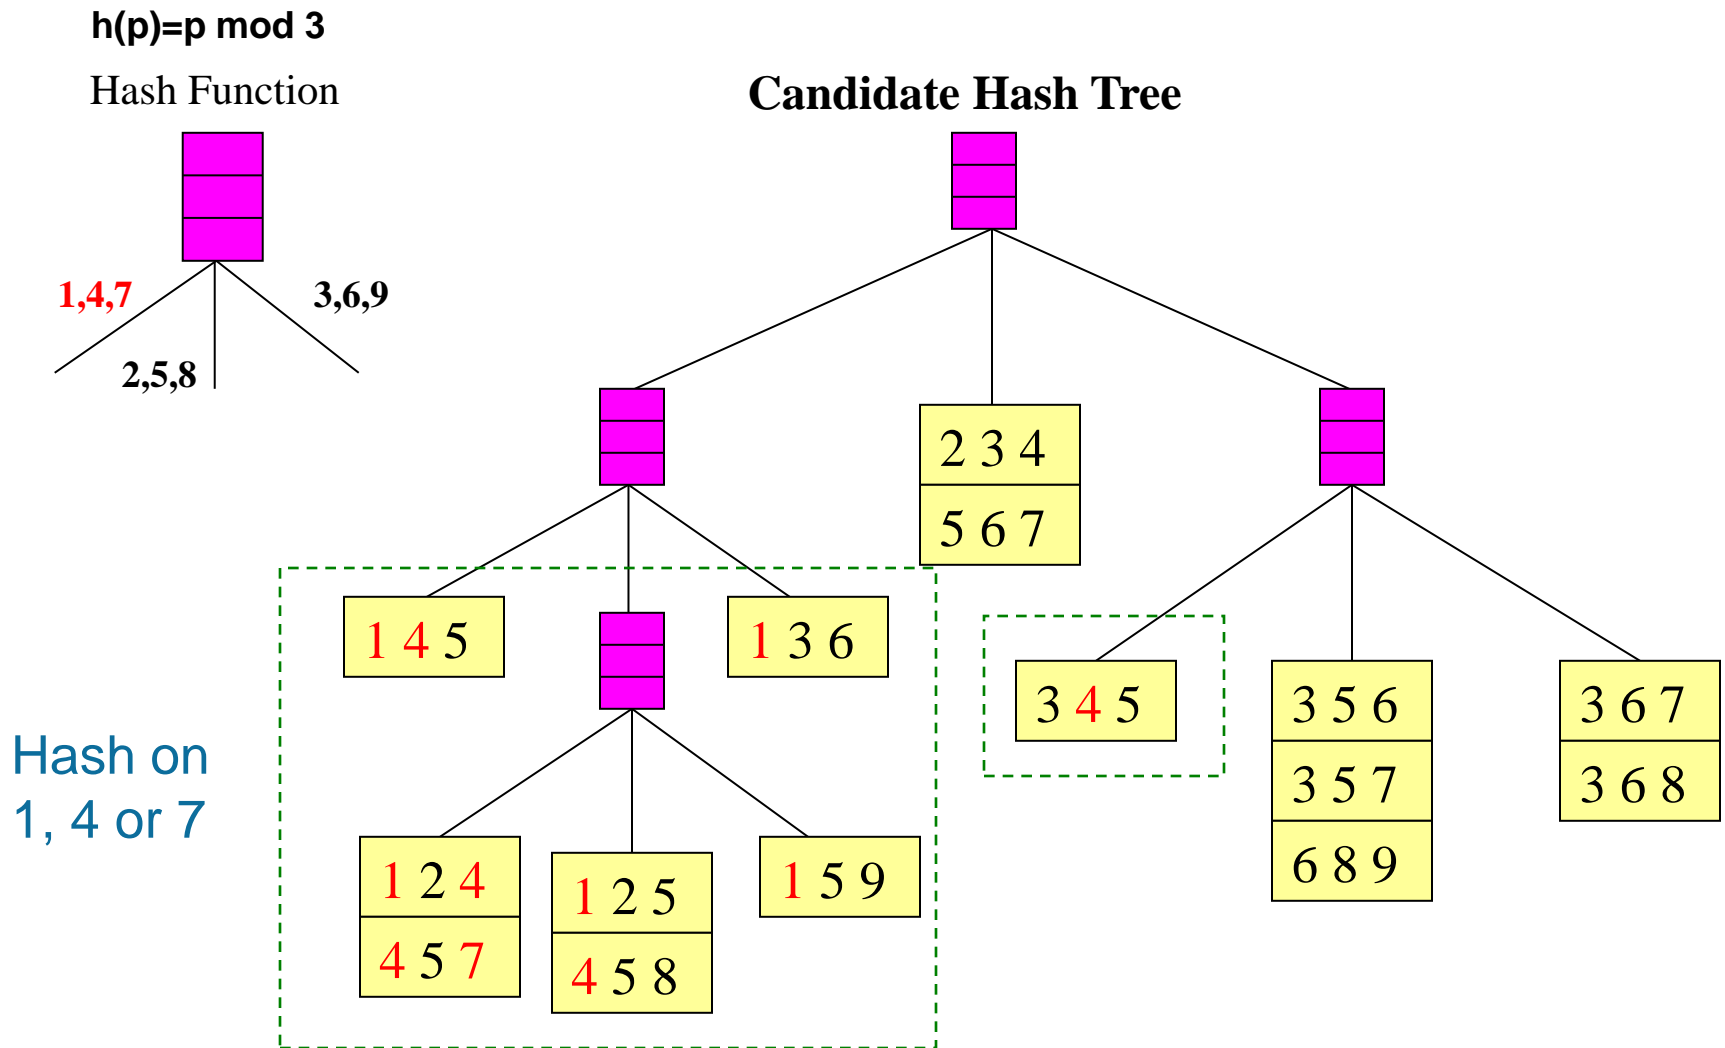 h(p)=p mod 3
Hash Function
Candidate Hash Tree
1,4,7
3,6,9
2,5,8
2 3 4
5 6 7
1 4 5
1 3 6
3 4 5
3 5 6
3 6 7
3 5 7
3 6 8
6 8 9
Hash on
1, 4 or 7
1 2 4
1 2 5
1 5 9
4 5 7
4 5 8